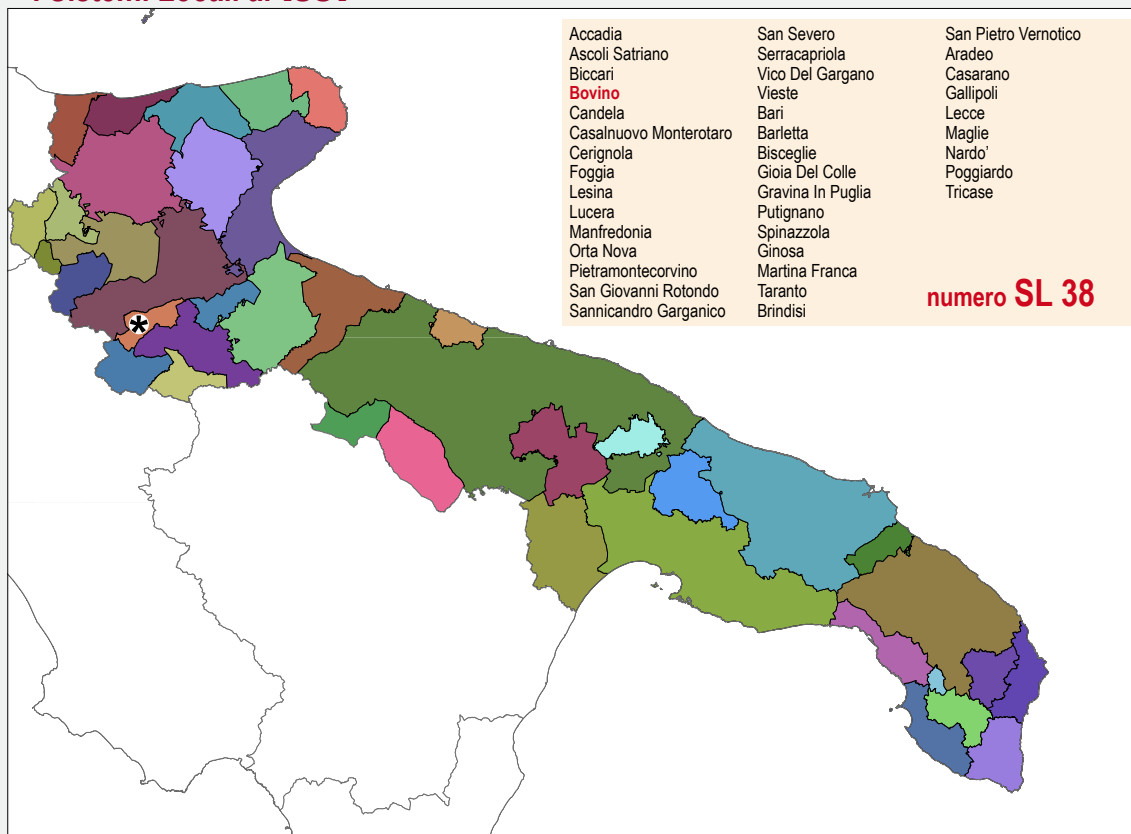 Sistemi Locali al
Accadia
Ascoli Satriano
Biccari
Bovino
Candela
Casalnuovo Monterotaro
Cerignola
Foggia
Lesina
Lucera
Manfredonia
Orta Nova
Pietramontecorvino
San Giovanni Rotondo
Sannicandro Garganico
San Severo
Serracapriola
Vico Del Gargano
Vieste
Bari
Barletta
Bisceglie
Gioia Del Colle
Gravina In Puglia
Putignano
Spinazzola
Ginosa
Martina Franca
Taranto
Brindisi
San Pietro Vernotico
Aradeo
Casarano
Gallipoli
Lecce
Maglie
Nardo'
Poggiardo
Tricase
numero SL 38